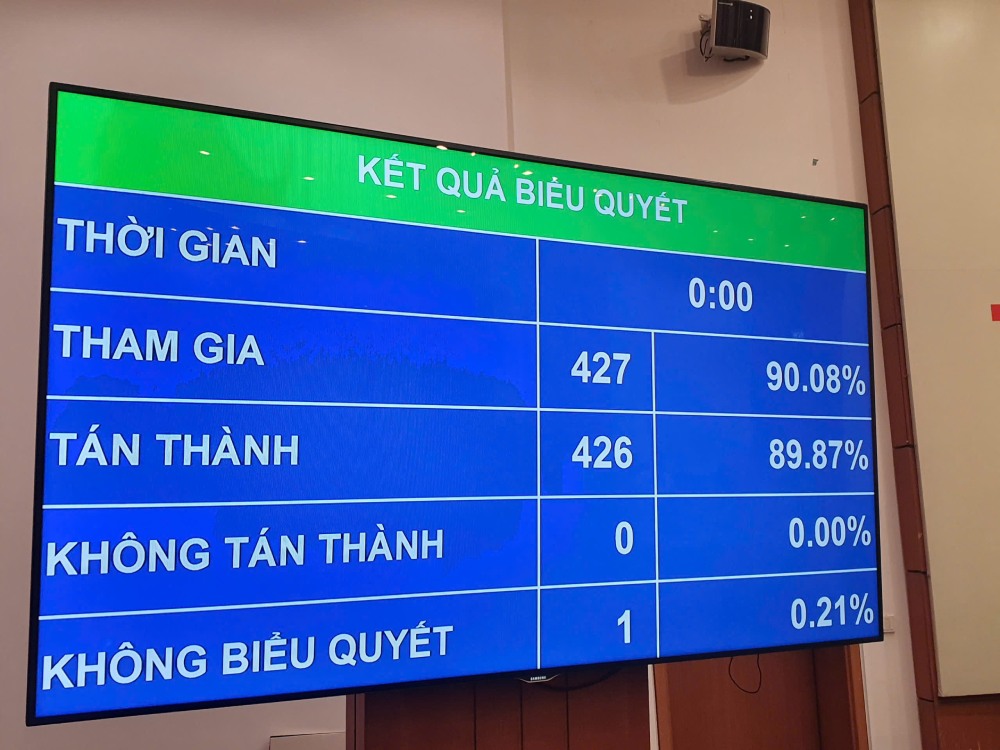 KẾT QUẢ BIỂU QUYẾT
THỜI GIAN 0:00
THAM GIA 427 90.08%
TÁN THÀNH 426 89.87%
KHÔNG TÁN THÀNH 0 0.00%
KHÔNG BIỂU QUYẾT 1 0.21%
SAMSUNG